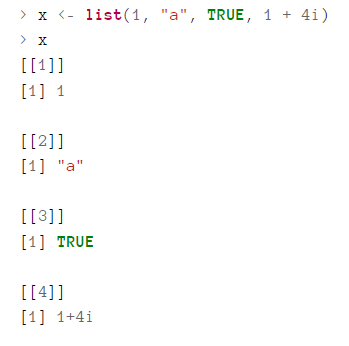 > x <- list(1, "a", TRUE, 1 + 4i)
> x
[[1]]
[1] 1
[[2]]
[1] "a"
[[3]]
[1] TRUE
[[4]]
[1] 1+4i